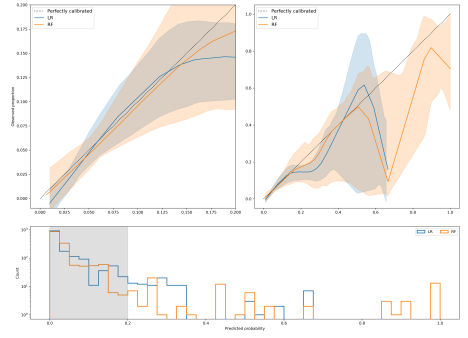 Perfectly calibrated
LR
RF
Observed proportion
0.200
0.175
0.150
0.125
0.100
0.075
0.050
0.025
0.000
0.000 0.025 0.050 0.075 0.100 0.125 0.150 0.175 0.200
Perfectly calibrated
LR
RF
1.0
0.8
0.6
0.4
0.2
0.0
0.0 0.2 0.4 0.6 0.8 1.0
LR RF
Count
10³
10²
10¹
10⁰
0.0 0.2 0.4 0.6 0.8 1.0
Predicted probability